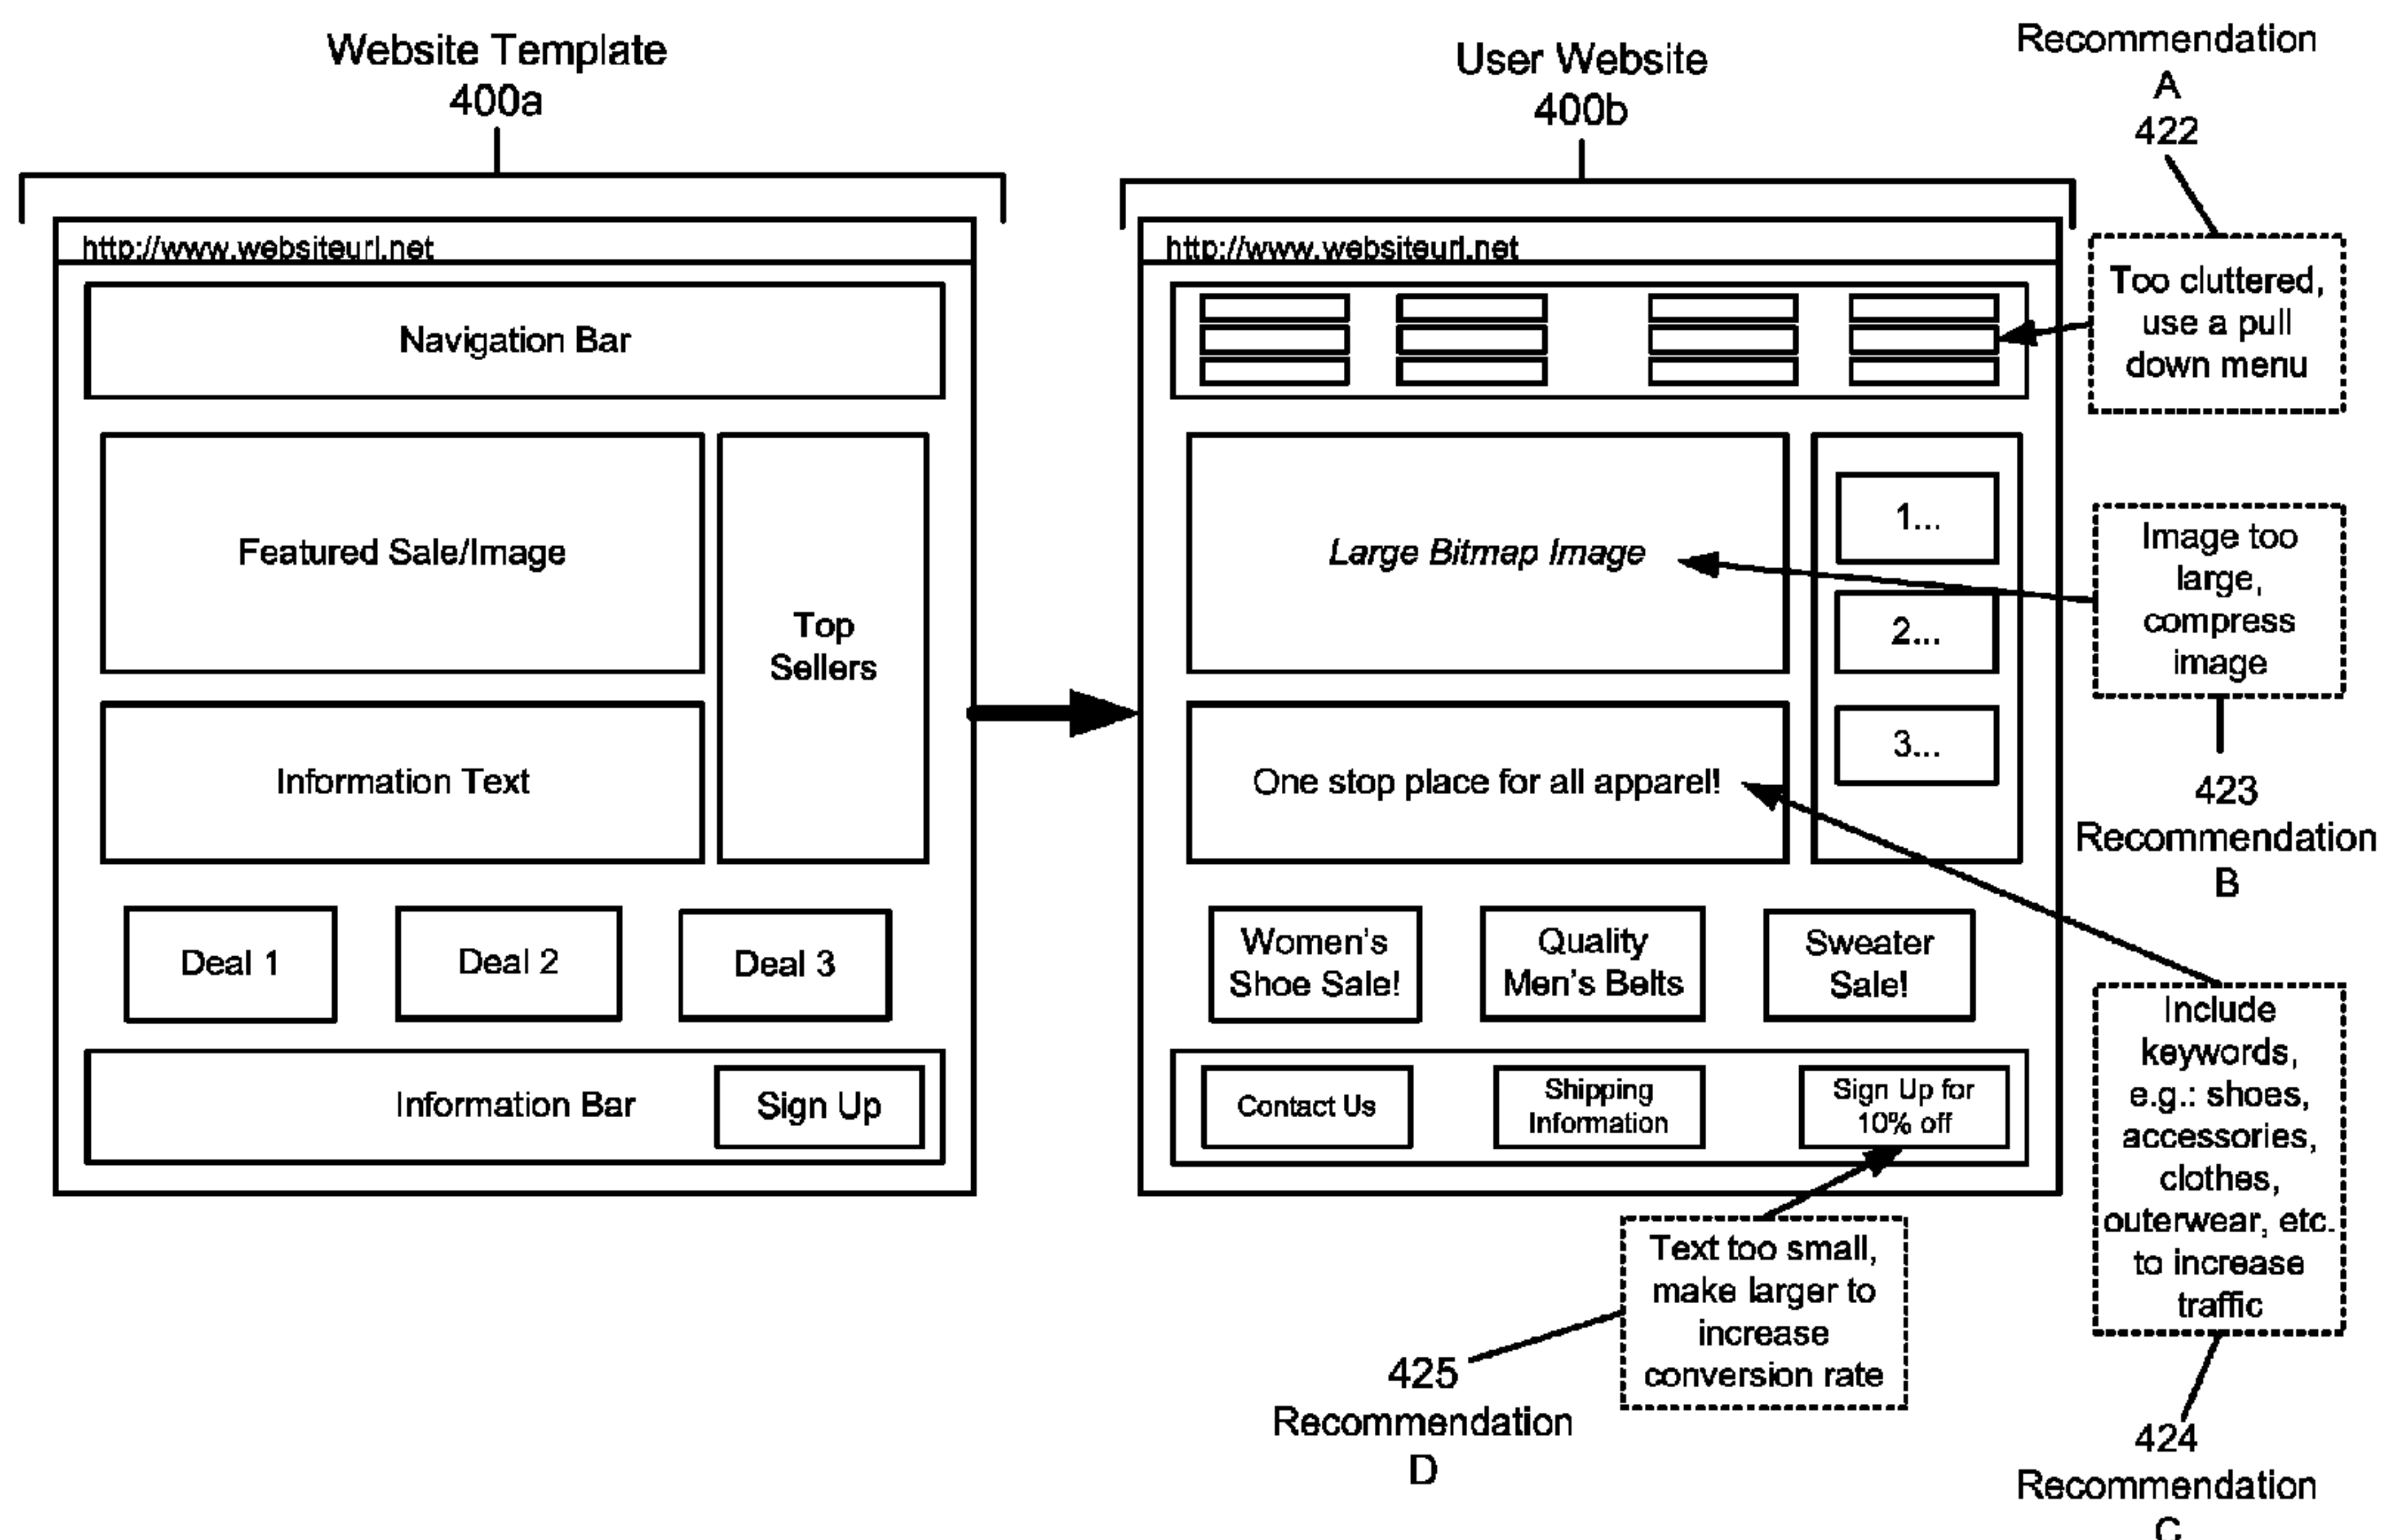 Website Template
400a
http://www.websiteurl.net
Navigation Bar
Featured Sale/Image
Top
Sellers
Information Text
Deal 1
Deal 2
Deal 3
Information Bar
Sign Up
User Website
400b
http://www.websiteurl.net
Large Bitmap Image
1...
2...
3...
One stop place for all apparel!
Women's
Shoe Sale!
Quality
Men's Belts
Sweater
Sale!
Contact Us
Shipping
Information
Sign Up for
10% off
Recommendation
A
422
Too cluttered,
use a pull
down menu
Image too
large,
compress
image
423
Recommendation
B
Include
keywords,
e.g.: shoes,
accessories,
clothes,
outerwear, etc.
to increase
traffic
424
Recommendation
C
Text too small,
make larger to
increase
conversion rate
425
Recommendation
D